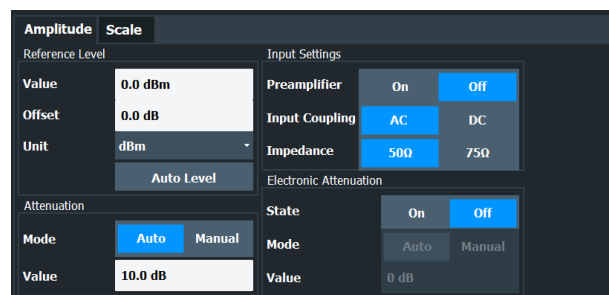 Amplitude Scale
Reference Level
Value 0.0 dBm
Offset 0.0 dB
Unit dBm
Auto Level
Attenuation
Mode Auto Manual
Value 10.0 dB
Input Settings
Preamplifier On Off
Input Coupling AC DC
Impedance 50Ω 75Ω
Electronic Attenuation
State On Off
Mode Auto Manual
Value 0 dB